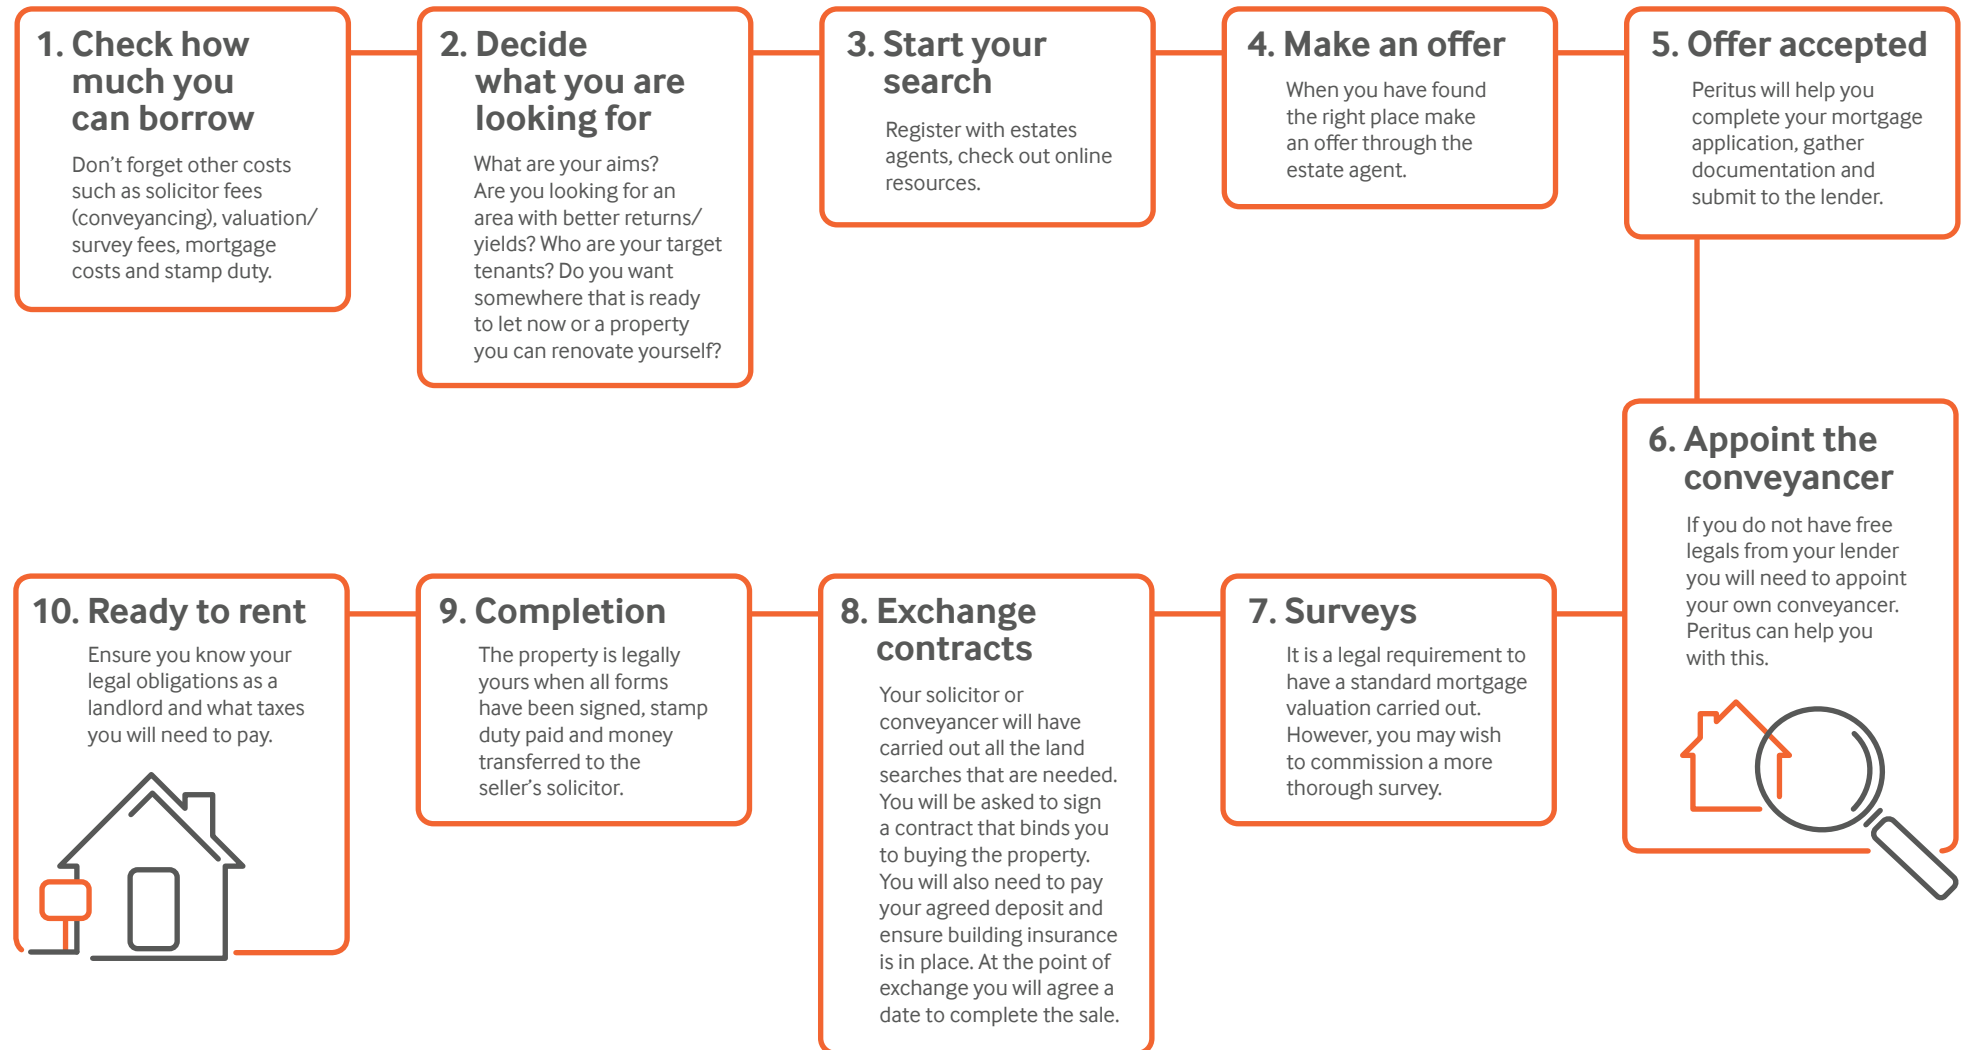 1. Check how
much you
can borrow
Don't forget other costs
such as solicitor fees
(conveyancing), valuation/
survey fees, mortgage
costs and stamp duty.
2. Decide
what you are
looking for
What are your aims?
Are you looking for an
area with better returns/
yields? Who are your target
tenants? Do you want
somewhere that is ready
to let now or a property
you can renovate yourself?
3. Start your
search
Register with estates
agents, check out online
resources.
4. Make an offer
When you have found
the right place make
an offer through the
estate agent.
5. Offer accepted
Peritus will help you
complete your mortgage
application, gather
documentation and
submit to the lender.
6. Appoint the
conveyancer
If you do not have free
legals from your lender
you will need to appoint
your own conveyancer.
Peritus can help you
with this.
7. Surveys
It is a legal requirement to
have a standard mortgage
valuation carried out.
However, you may wish
to commission a more
thorough survey.
8. Exchange
contracts
Your solicitor or
conveyancer will have
carried out all the land
searches that are needed.
You will be asked to sign
a contract that binds you
to buying the property.
You will also need to pay
your agreed deposit and
ensure building insurance
is in place. At the point of
exchange you will agree a
date to complete the sale.
9. Completion
The property is legally
yours when all forms
have been signed, stamp
duty paid and money
transferred to the
seller's solicitor.
10. Ready to rent
Ensure you know your
legal obligations as a
landlord and what taxes
you will need to pay.